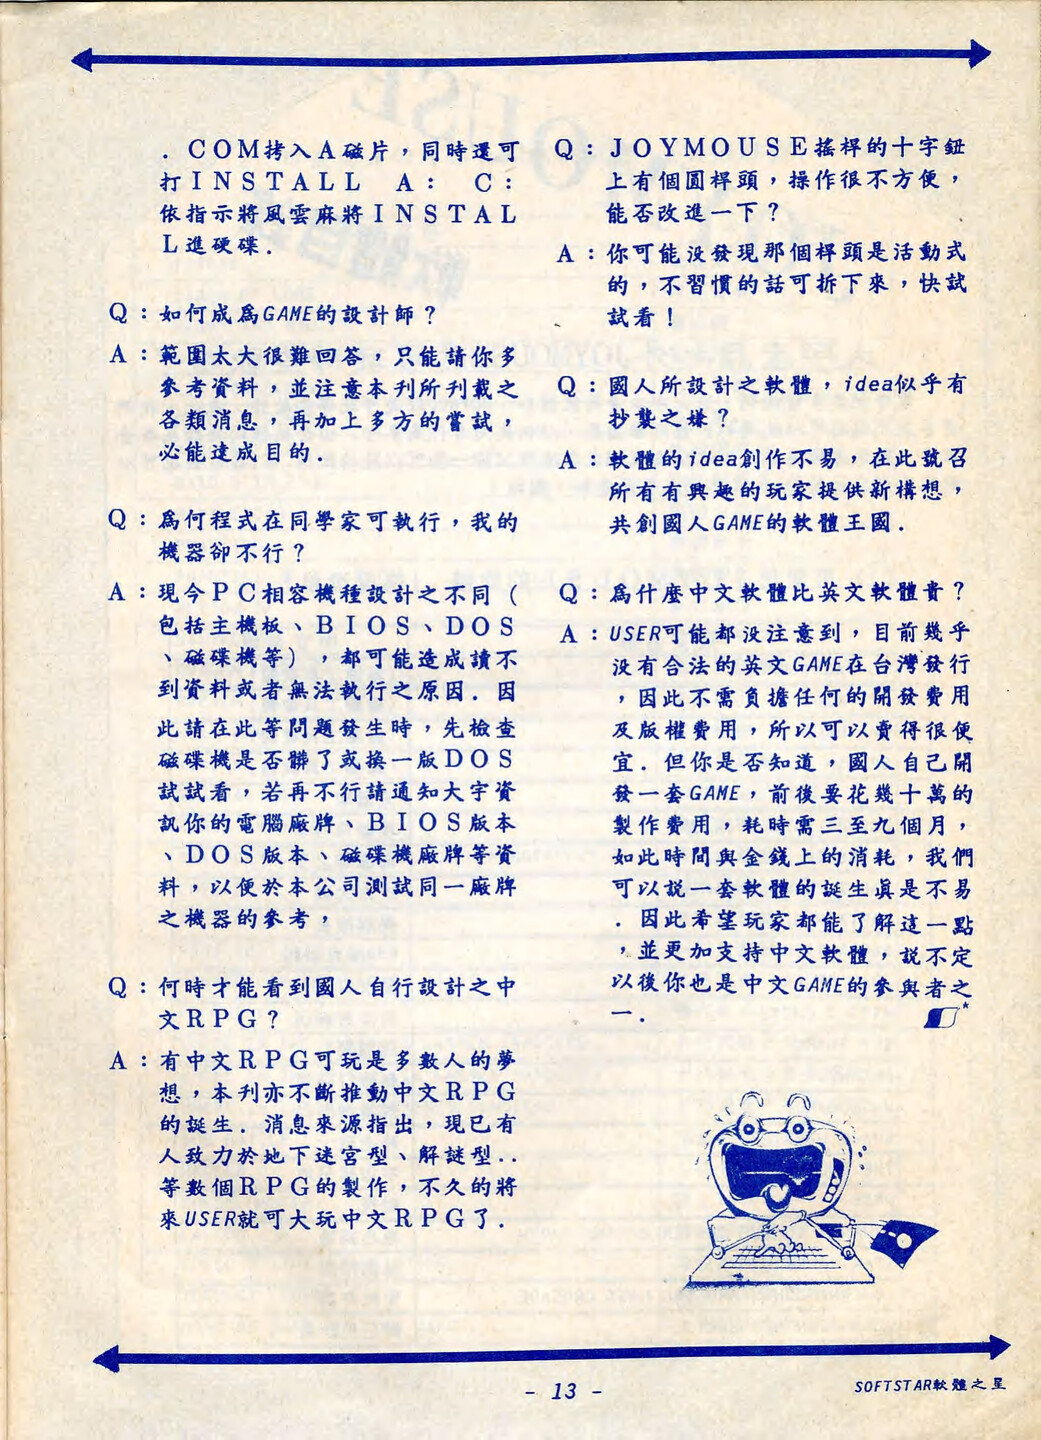 ．ＣＯＭ拷入Ａ磁片，同時還可
打ＩＮＳＴＡＬＬ　Ａ：　Ｃ：
依指示將風雲麻將ＩＮＳＴＡＬ
Ｌ進硬碟．
Ｑ：如何成爲GAME的設計師？
Ａ：範圍太大很難回答，只能請你多
參考資料，並注意本刊所刊載之
各類消息，再加上多方的嘗試，
必能達成目的．
Ｑ：爲何程式在同學家可執行，我的
機器卻不行？
Ａ：現今ＰＣ相容機種設計之不同（
包括主機板、ＢＩＯＳ、ＤＯＳ
、磁碟機等），都可能造成讀不
到資料或者無法執行之原因．因
此請在此等問題發生時，先檢查
磁碟機是否髒了或換一版ＤＯＳ
試試看，若再不行請通知大宇資
訊你的電腦廠牌、ＢＩＯＳ版本
、ＤＯＳ版本、磁碟機廠牌等資
料，以便於本公司測試同一廠牌
之機器的參考，
Ｑ：何時才能看到國人自行設計之中
文ＲＰＧ？
Ａ：有中文ＲＰＧ可玩是多數人的夢
想，本刊亦不斷推動中文ＲＰＧ
的誕生．消息來源指出，現已有
人致力於地下迷宮型、解謎型..
等數個ＲＰＧ的製作，不久的將
來USER就可大玩中文ＲＰＧ了．
Ｑ：ＪＯＹＭＯＵＳＥ搖桿的十字鈕
上有個圓桿頭，操作很不方便，
能否改進一下？
Ａ：你可能沒發現那個桿頭是活動式
的，不習慣的話可拆下來，快試
試看！
Ｑ：國人所設計之軟體，idea似乎有
抄襲之嫌？
Ａ：軟體的idea創作不易，在此號召
所有有興趣的玩家提供新構想，
共創國人GAME的軟體王國．
Ｑ：爲什麼中文軟體比英文軟體貴？
Ａ：USER可能都沒注意到，目前幾乎
沒有合法的英文GAME在台灣發行
，因此不需負擔任何的開發費用
及版權費用，所以可以賣得很便
宜．但你是否知道，國人自己開
發一套GAME，前後要花幾十萬的
製作費用，耗時需三至九個月，
如此時間與金錢上的消耗，我們
可以說一套軟體的誕生眞是不易
．因此希望玩家都能了解這一點
，並更加支持中文軟體，說不定
以後你也是中文GAME的參與者之
一．
- 13 -
SOFTSTAR軟體之星